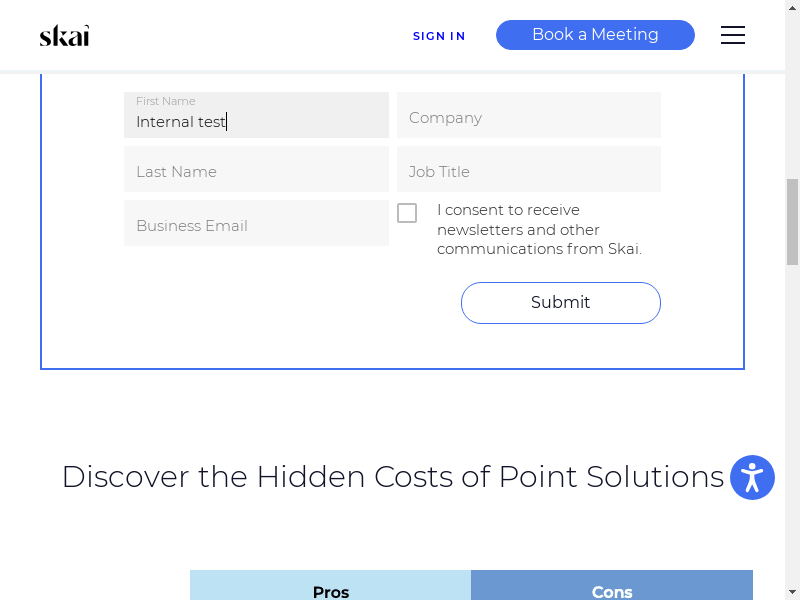 skai
SIGN IN
Book a Meeting
First Name
Internal test
Company
Last Name
Job Title
Business Email
I consent to receive
newsletters and other
communications from Skai.
Submit
Discover the Hidden Costs of Point Solutions
Pros
Cons